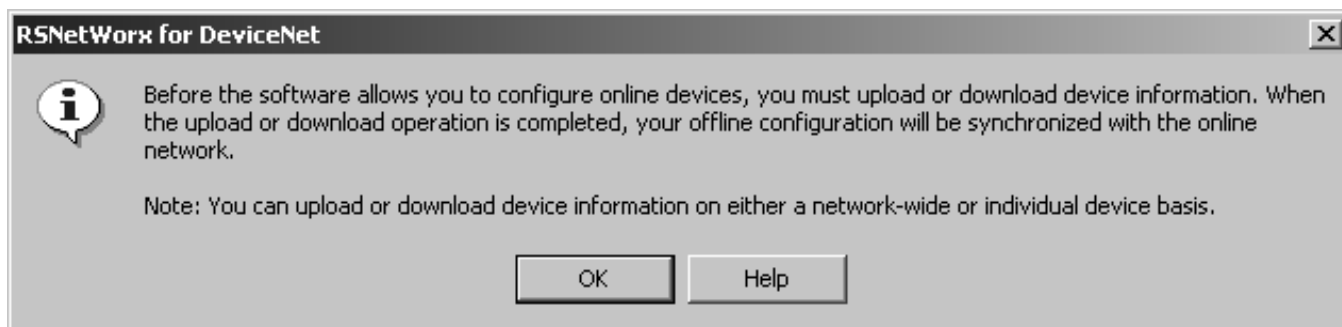 RSNetWorx for DeviceNet
Before the software allows you to configure online devices, you must upload or download device information. When
the upload or download operation is completed, your offline configuration will be synchronized with the online
network.
Note: You can upload or download device information on either a network-wide or individual device basis.
OK
Help